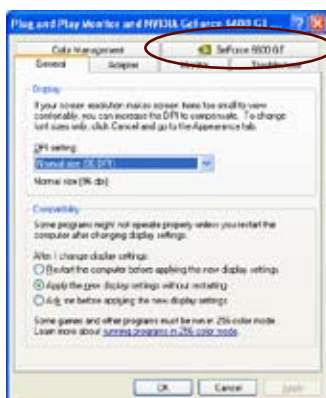 Plug and Play Monitor and NVIDIA GeForce 6600 GT ...
Color Management
GeForce 6600 GT
General
Adapter
Monitor
Troubleshoot
Display
If your screen resolution makes screen items too small to view
comfortably, you can increase the DPI to compensate. To change
font sizes only, click Cancel and go to the Appearance tab.
DPI setting:
Normal size (96 DPI)
Normal size (96 dpi)
Compatibility
Some programs might not operate properly unless you restart the
computer after changing display settings.
After I change display settings:
Restart the computer before applying the new display settings
Apply the new display settings without restarting
Ask me before applying the new display settings
Some games and other programs must be run in 256-color mode.
Learn more about running programs in 256-color mode.
OK
Cancel
Apply